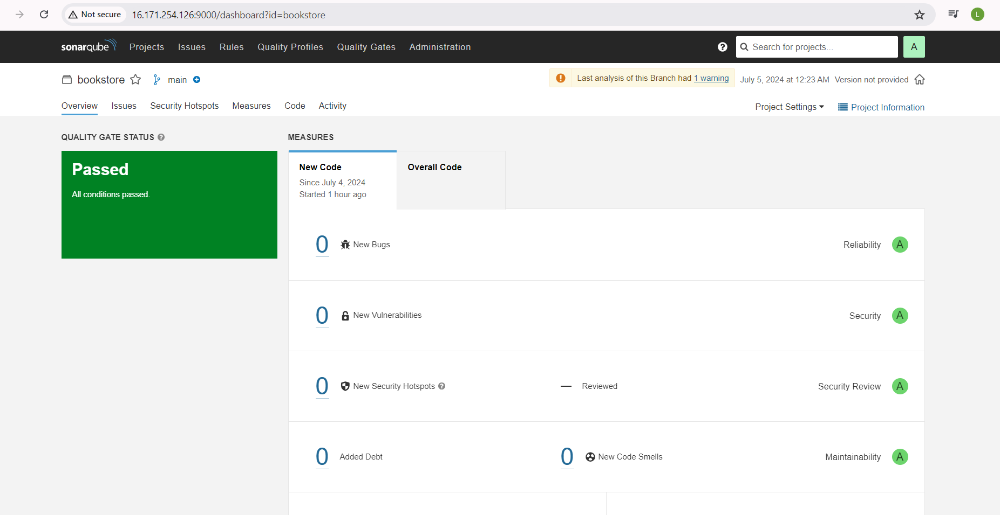 Not secure 16.171.254.126:9000/dashboard?id=bookstore L
sonarqube Projects Issues Rules Quality Profiles Quality Gates Administration ? Search for projects... A
bookstore main Last analysis of this Branch had 1 warning July 5, 2024 at 12:23 AM Version not provided
Overview Issues Security Hotspots Measures Code Activity Project Settings Project Information
QUALITY GATE STATUS ?
Passed
All conditions passed.
MEASURES
New Code
Since July 4, 2024
Started 1 hour ago
Overall Code
0 New Bugs Reliability A
0 New Vulnerabilities Security A
0 New Security Hotspots ? — Reviewed Security Review A
0 Added Debt 0 New Code Smells Maintainability A